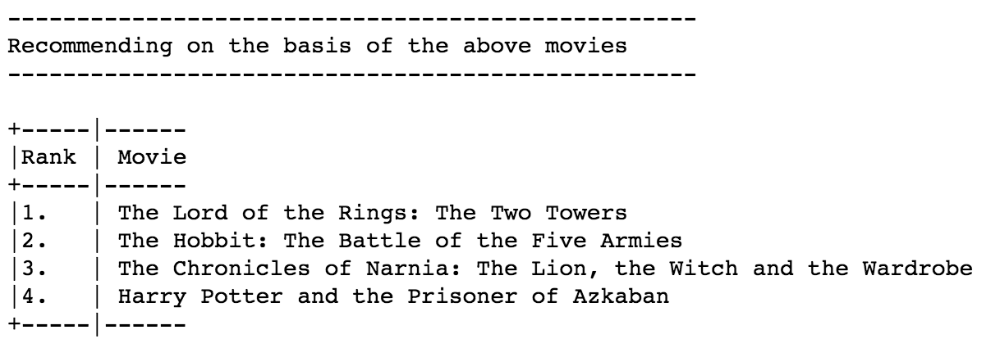 --------------------------------------------------
Recommending on the basis of the above movies
--------------------------------------------------
+-----|------
|Rank | Movie
+-----|------
|1.   | The Lord of the Rings: The Two Towers
|2.   | The Hobbit: The Battle of the Five Armies
|3.   | The Chronicles of Narnia: The Lion, the Witch and the Wardrobe
|4.   | Harry Potter and the Prisoner of Azkaban
+-----|------